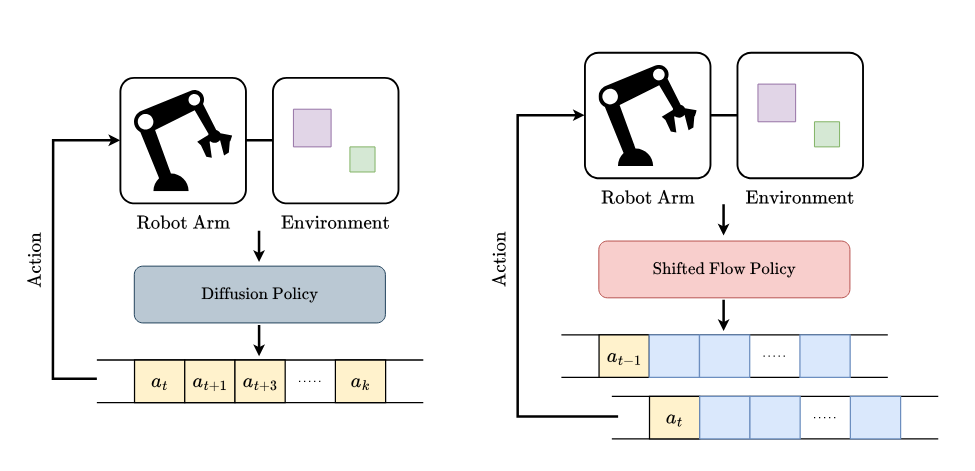 Robot Arm
Environment
Action
Diffusion Policy
a_t a_{t+1} a_{t+3} ..... a_k
Robot Arm
Environment
Action
Shifted Flow Policy
a_{t-1} .....
a_t .....